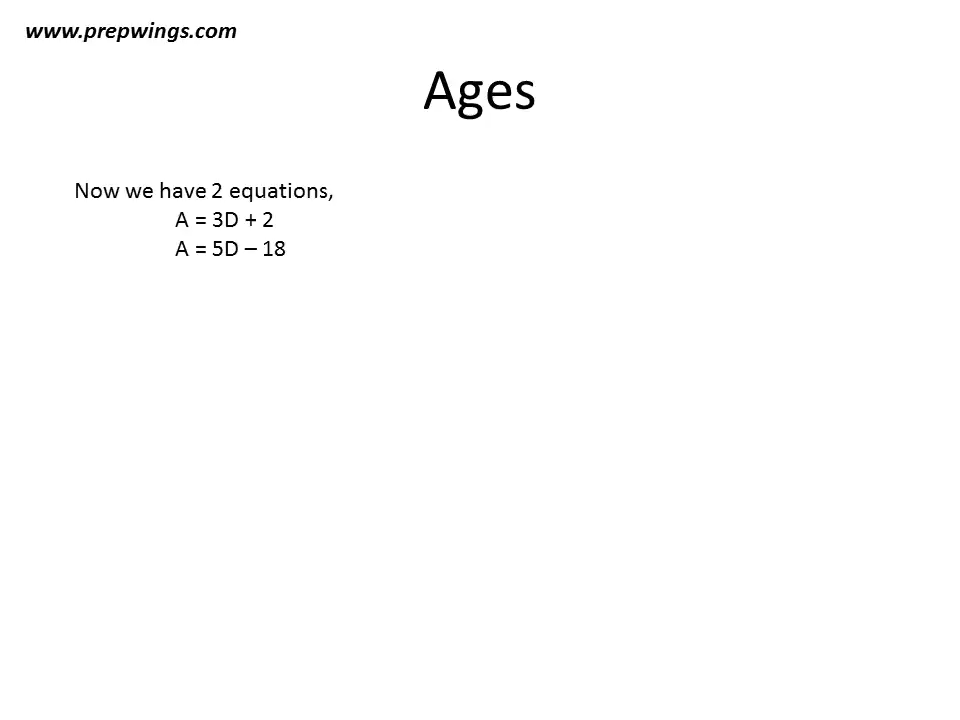 www.prepwings.com
Ages
Now we have 2 equations,
A = 3D + 2
A = 5D – 18